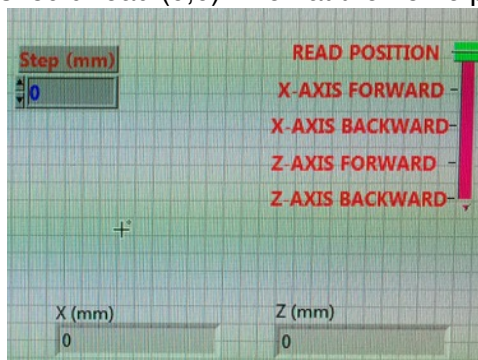 Step (mm)
0
READ POSITION
X-AXIS FORWARD
X-AXIS BACKWARD
Z-AXIS FORWARD
Z-AXIS BACKWARD
X (mm)
0
Z (mm)
0